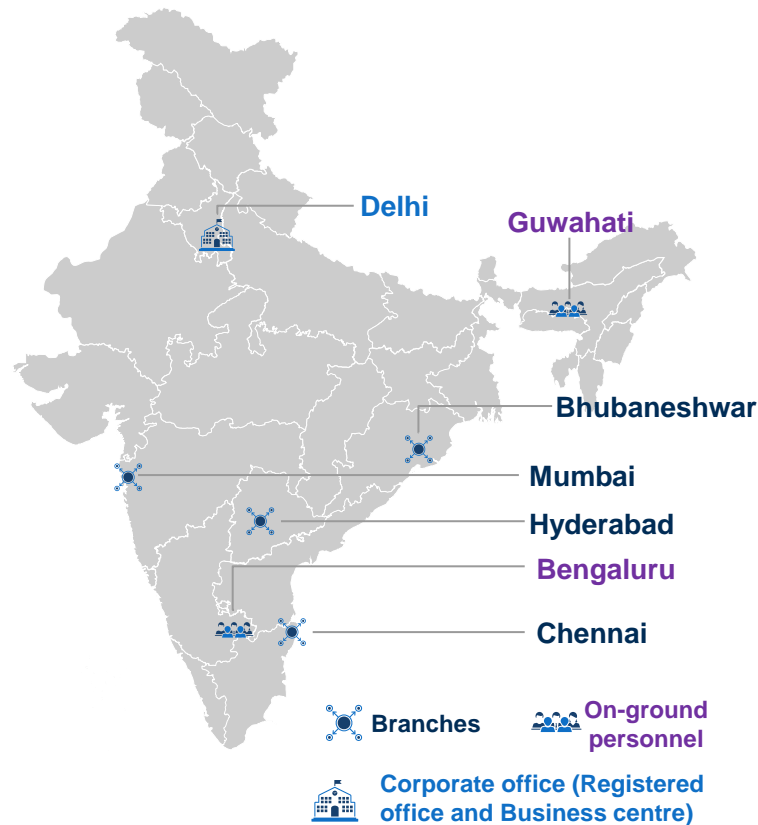 Delhi
Guwahati
Bhubaneshwar
Mumbai
Hyderabad
Bengaluru
Chennai
Branches
On-ground
personnel
Corporate office (Registered
office and Business centre)